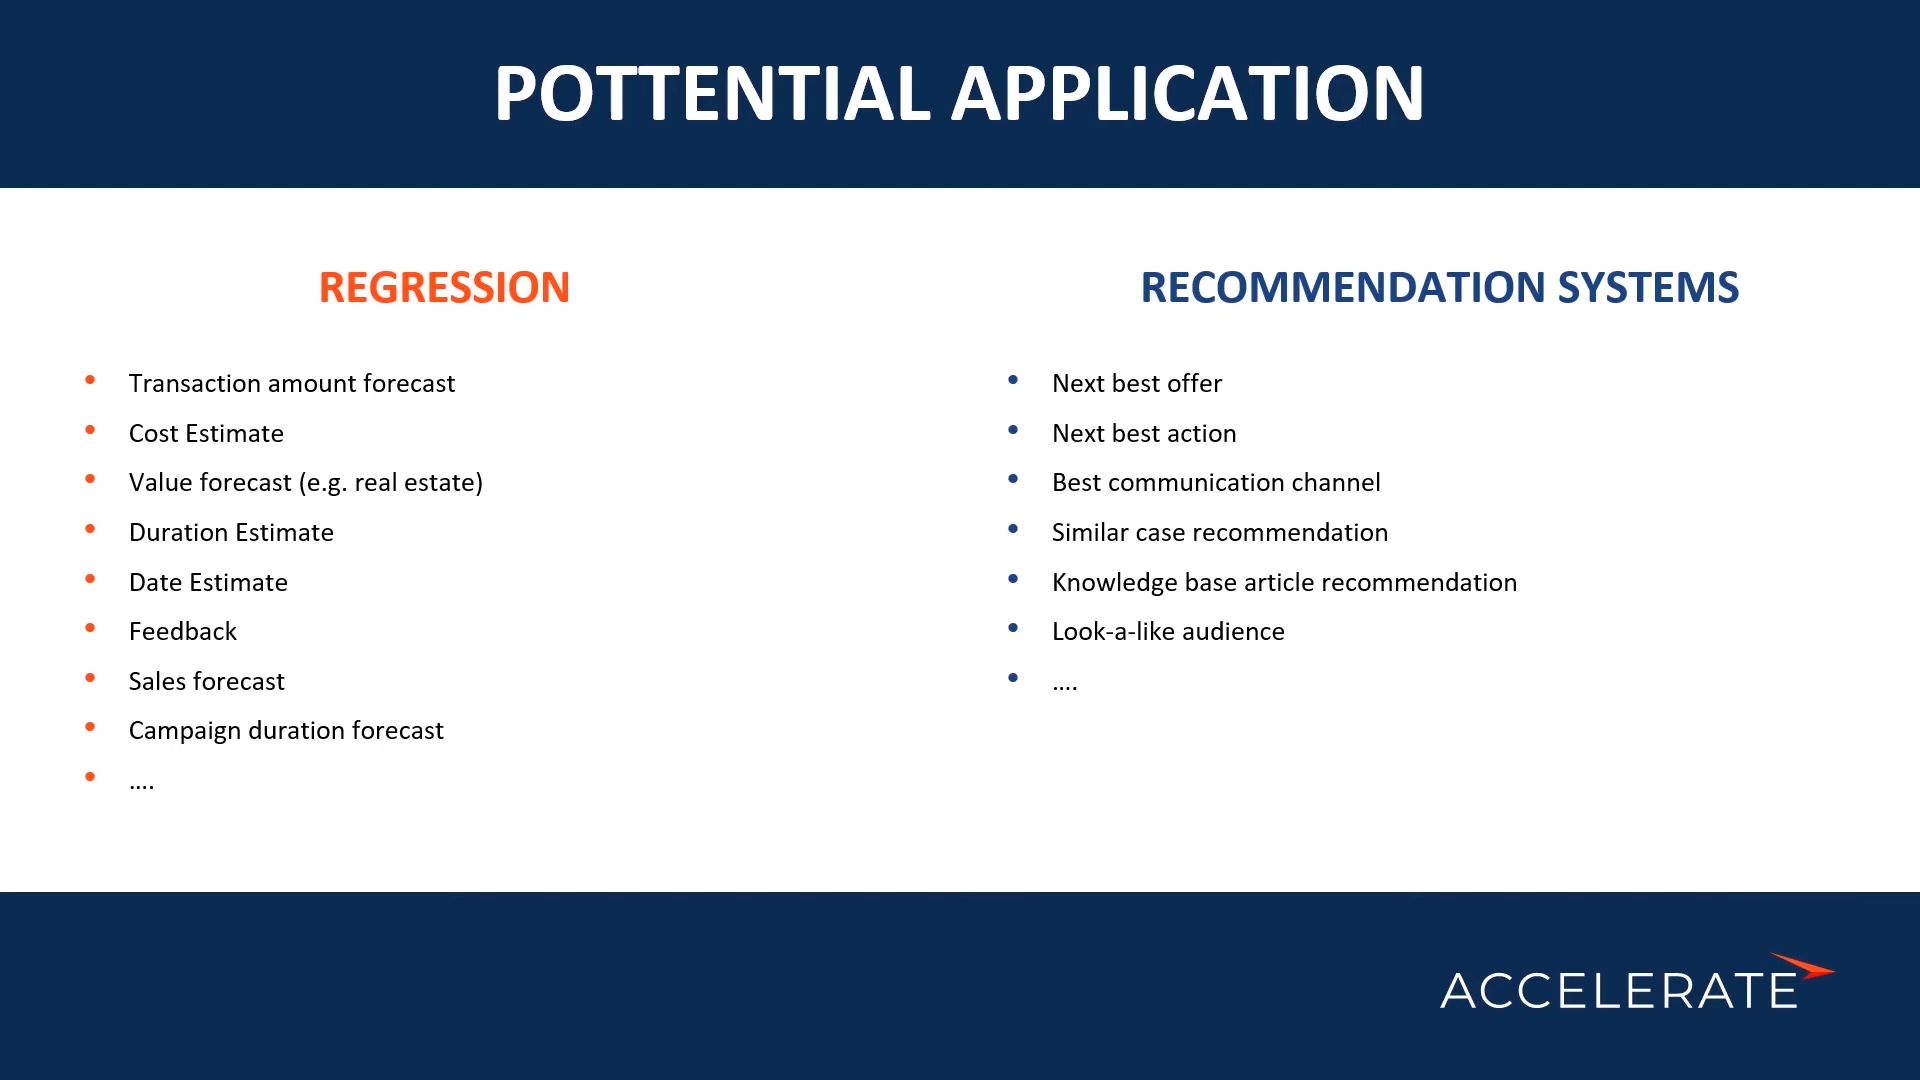 POTTENTIAL APPLICATION
REGRESSION
• Transaction amount forecast
• Cost Estimate
• Value forecast (e.g. real estate)
• Duration Estimate
• Date Estimate
• Feedback
• Sales forecast
• Campaign duration forecast
• ....
RECOMMENDATION SYSTEMS
• Next best offer
• Next best action
• Best communication channel
• Similar case recommendation
• Knowledge base article recommendation
• Look-a-like audience
• ....
ACCELERATE